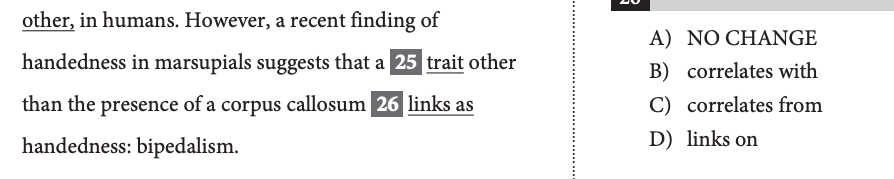 other, in humans. However, a recent finding of
handedness in marsupials suggests that a 25 trait other
than the presence of a corpus callosum 26 links as
handedness: bipedalism.
26
A) NO CHANGE
B) correlates with
C) correlates from
D) links on